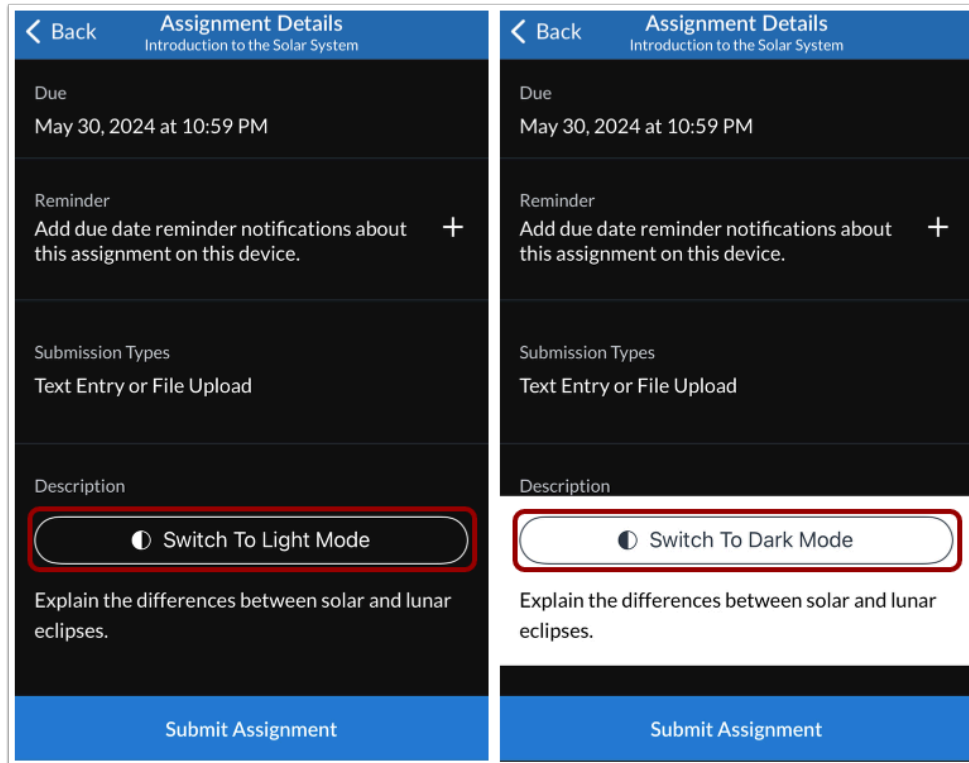 Back
Assignment Details
Introduction to the Solar System
Due
May 30, 2024 at 10:59 PM
Reminder
Add due date reminder notifications about
this assignment on this device.
Submission Types
Text Entry or File Upload
Description
Switch To Light Mode
Explain the differences between solar and lunar
eclipses.
Submit Assignment
Back
Assignment Details
Introduction to the Solar System
Due
May 30, 2024 at 10:59 PM
Reminder
Add due date reminder notifications about
this assignment on this device.
Submission Types
Text Entry or File Upload
Description
Switch To Dark Mode
Explain the differences between solar and lunar
eclipses.
Submit Assignment